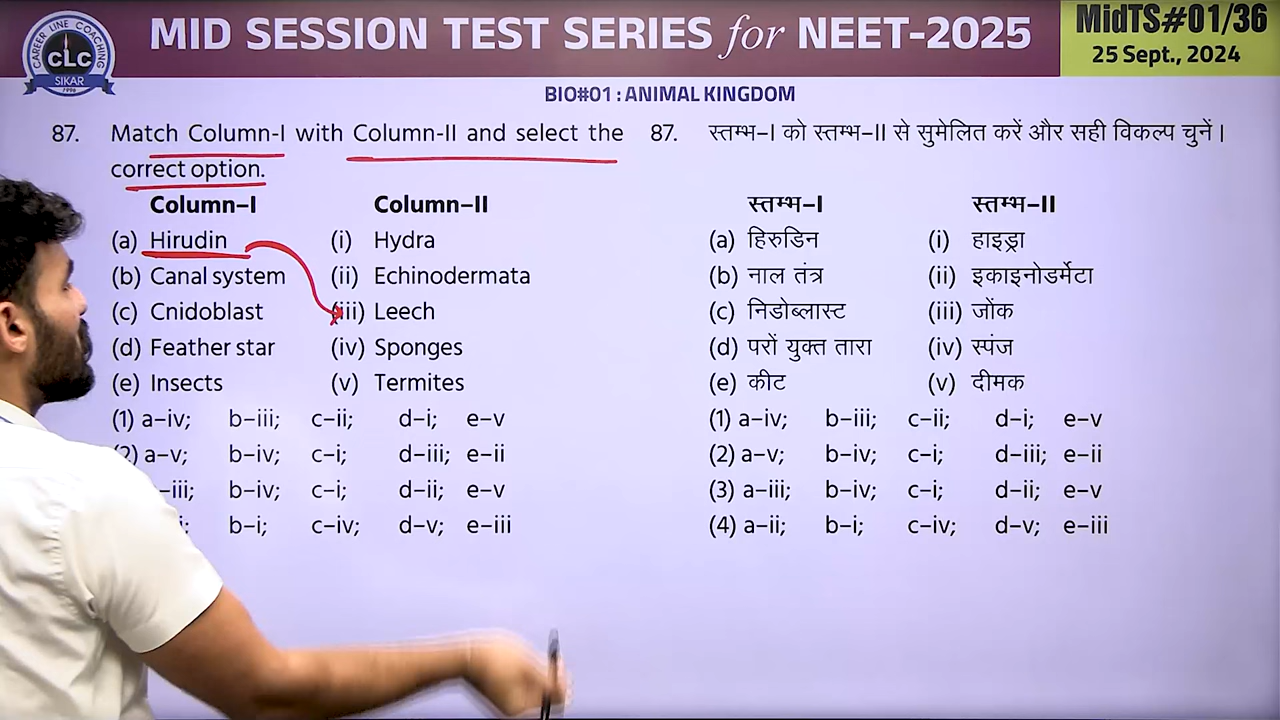 MID SESSION TEST SERIES for NEET-2025
MidTS#01/36
25 Sept., 2024
CAREER LINE COACHING
CLC
SIKAR
1996
BIO#01 : ANIMAL KINGDOM
87. Match Column-I with Column-II and select the
correct option.
Column-I Column-II
(a) Hirudin (i) Hydra
(b) Canal system (ii) Echinodermata
(c) Cnidoblast (iii) Leech
(d) Feather star (iv) Sponges
(e) Insects (v) Termites
(1) a-iv; b-iii; c-ii; d-i; e-v
2) a-v; b-iv; c-i; d-iii; e-ii
-iii; b-iv; c-i; d-ii; e-v
i; b-i; c-iv; d-v; e-iii
87. स्तम्भ-I को स्तम्भ-II से सुमेलित करें और सही विकल्प चुनें।
स्तम्भ-I स्तम्भ-II
(a) हिरुडिन (i) हाइड्रा
(b) नाल तंत्र (ii) इकाइनोडर्मेटा
(c) निडोब्लास्ट (iii) जोंक
(d) परों युक्त तारा (iv) स्पंज
(e) कीट (v) दीमक
(1) a-iv; b-iii; c-ii; d-i; e-v
(2) a-v; b-iv; c-i; d-iii; e-ii
(3) a-iii; b-iv; c-i; d-ii; e-v
(4) a-ii; b-i; c-iv; d-v; e-iii